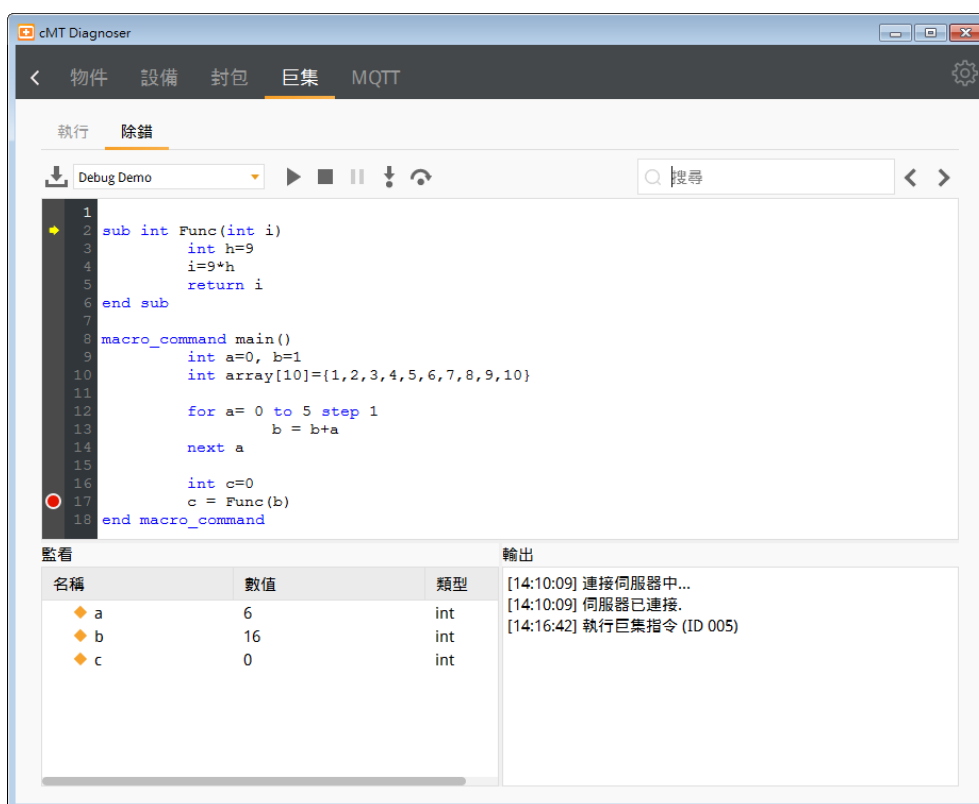 cMT Diagnoser
物件 設備 封包 巨集 MQTT
執行 除錯
Debug Demo
搜尋
1
2 sub int Func(int i)
3 int h=9
4 i=9*h
5 return i
6 end sub
7
8 macro_command main()
9 int a=0, b=1
10 int array[10]={1,2,3,4,5,6,7,8,9,10}
11
12 for a= 0 to 5 step 1
13 b = b+a
14 next a
15
16 int c=0
17 c = Func(b)
18 end macro_command
監看
名稱 數值 類型
a 6 int
b 16 int
c 0 int
輸出
[14:10:09] 連接伺服器中...
[14:10:09] 伺服器已連接.
[14:16:42] 執行巨集指令 (ID 005)